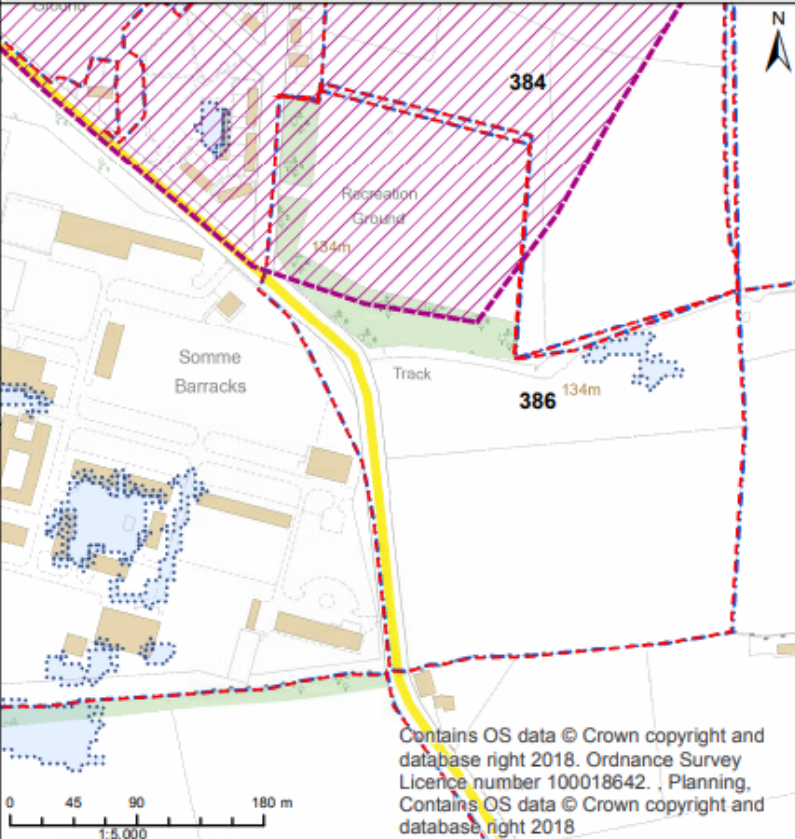 Ground
N
384
Recreation
Ground
134m
Somme
Barracks
Track
386
134m
Contains OS data © Crown copyright and
database right 2018. Ordnance Survey
Licence number 100018642. , Planning,
Contains OS data © Crown copyright and
database right 2018
0 45 90 180 m
1:5,000